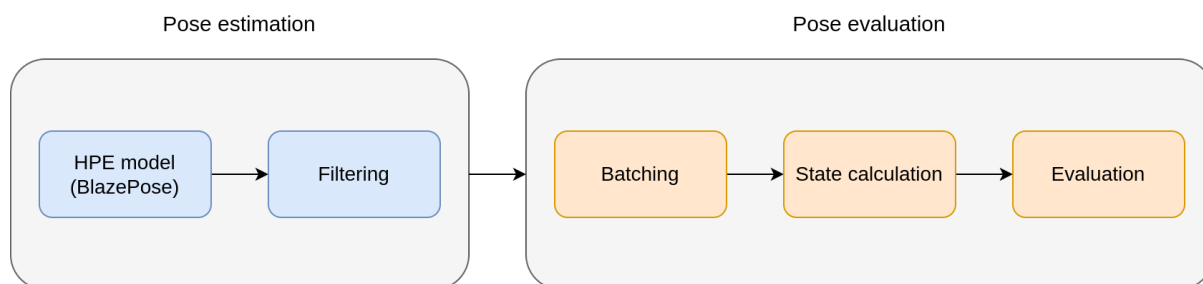 Pose estimation
Pose evaluation
HPE model
(BlazePose)
Filtering
Batching
State calculation
Evaluation